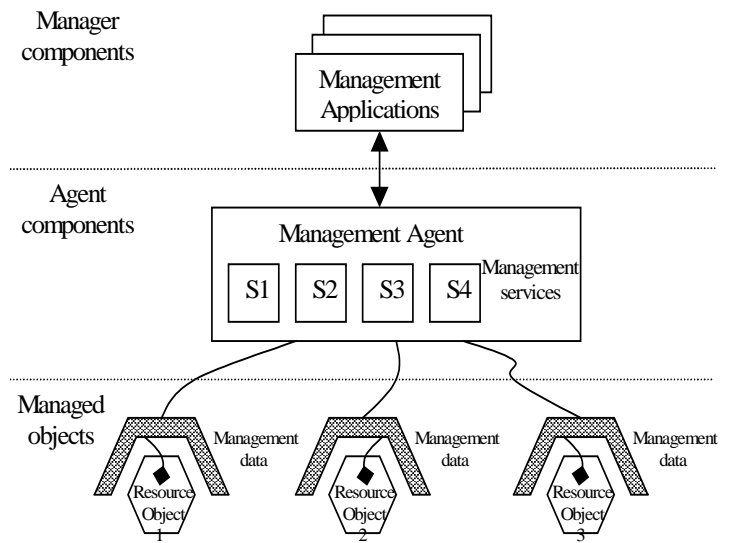 Manager
components
Management
Applications
Agent
components
Management Agent
S1 S2 S3 S4
Management
services
Managed
objects
Management
data
Resource
Object
1
Management
data
Resource
Object
2
Management
data
Resource
Object
3